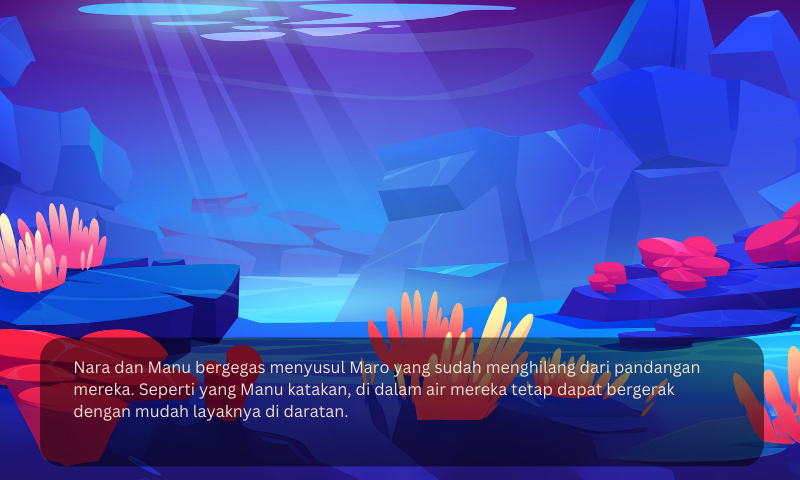 Nara dan Manu bergegas menyusul Maro yang sudah menghilang dari pandangan
mereka. Seperti yang Manu katakan, di dalam air mereka tetap dapat bergerak
dengan mudah layaknya di daratan.